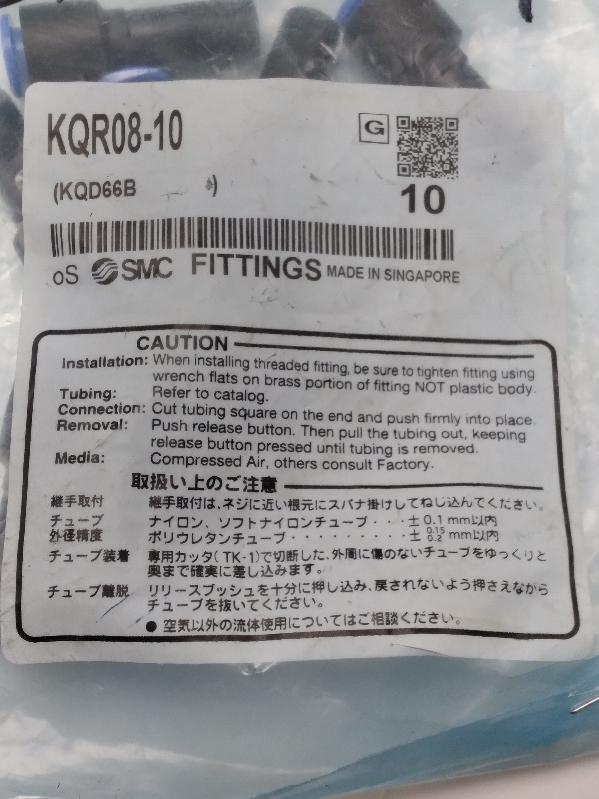 KQR08-10
G
(KQD66B )
10
oS SMC FITTINGS MADE IN SINGAPORE
CAUTION
Installation: When installing threaded fitting, be sure to tighten fitting using
wrench flats on brass portion of fitting NOT plastic body.
Tubing: Refer to catalog.
Connection: Cut tubing square on the end and push firmly into place.
Removal: Push release button. Then pull the tubing out, keeping
release button pressed until tubing is removed.
Media: Compressed Air, others consult Factory.
取扱い上のご注意
継手取付 継手取付は、ネジに近い根元にスパナ掛けしてねじ込んでください。
チューブ ナイロン、ソフトナイロンチューブ・・・± 0.1 mm以内
外径精度 ポリウレタンチューブ・・・・・・・・・± 0.15 0.2 mm以内
チューブ装着 専用カッタ( TK-1)で切断した、外周に傷のないチューブをゆっくりと
奥まで確実に差し込みます。
チューブ離脱 リリースブッシュを十分に押し込み、戻されないよう押さえながら
チューブを抜いてください。
● 空気以外の流体使用についてはご相談ください。